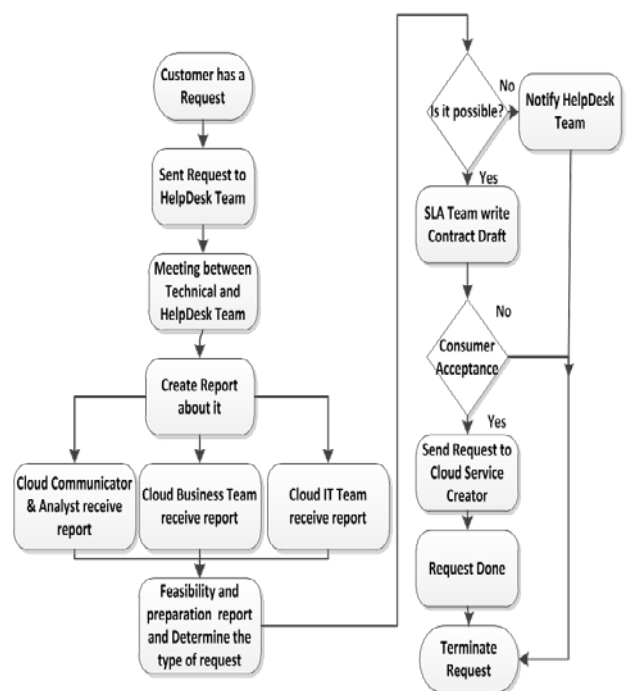 Customer has a
Request
Sent Request to
HelpDesk Team
Meeting between
Technical and
HelpDesk Team
Create Report
about it
Cloud Communicator
& Analyst receive
report
Cloud Business Team
receive report
Cloud IT Team
receive report
Feasibility and
preparation report
and Determine the
type of request
Is it possible?
No
Notify HelpDesk
Team
Yes
SLA Team write
Contract Draft
No
Consumer
Acceptance
Yes
Send Request to
Cloud Service
Creator
Request Done
Terminate
Request